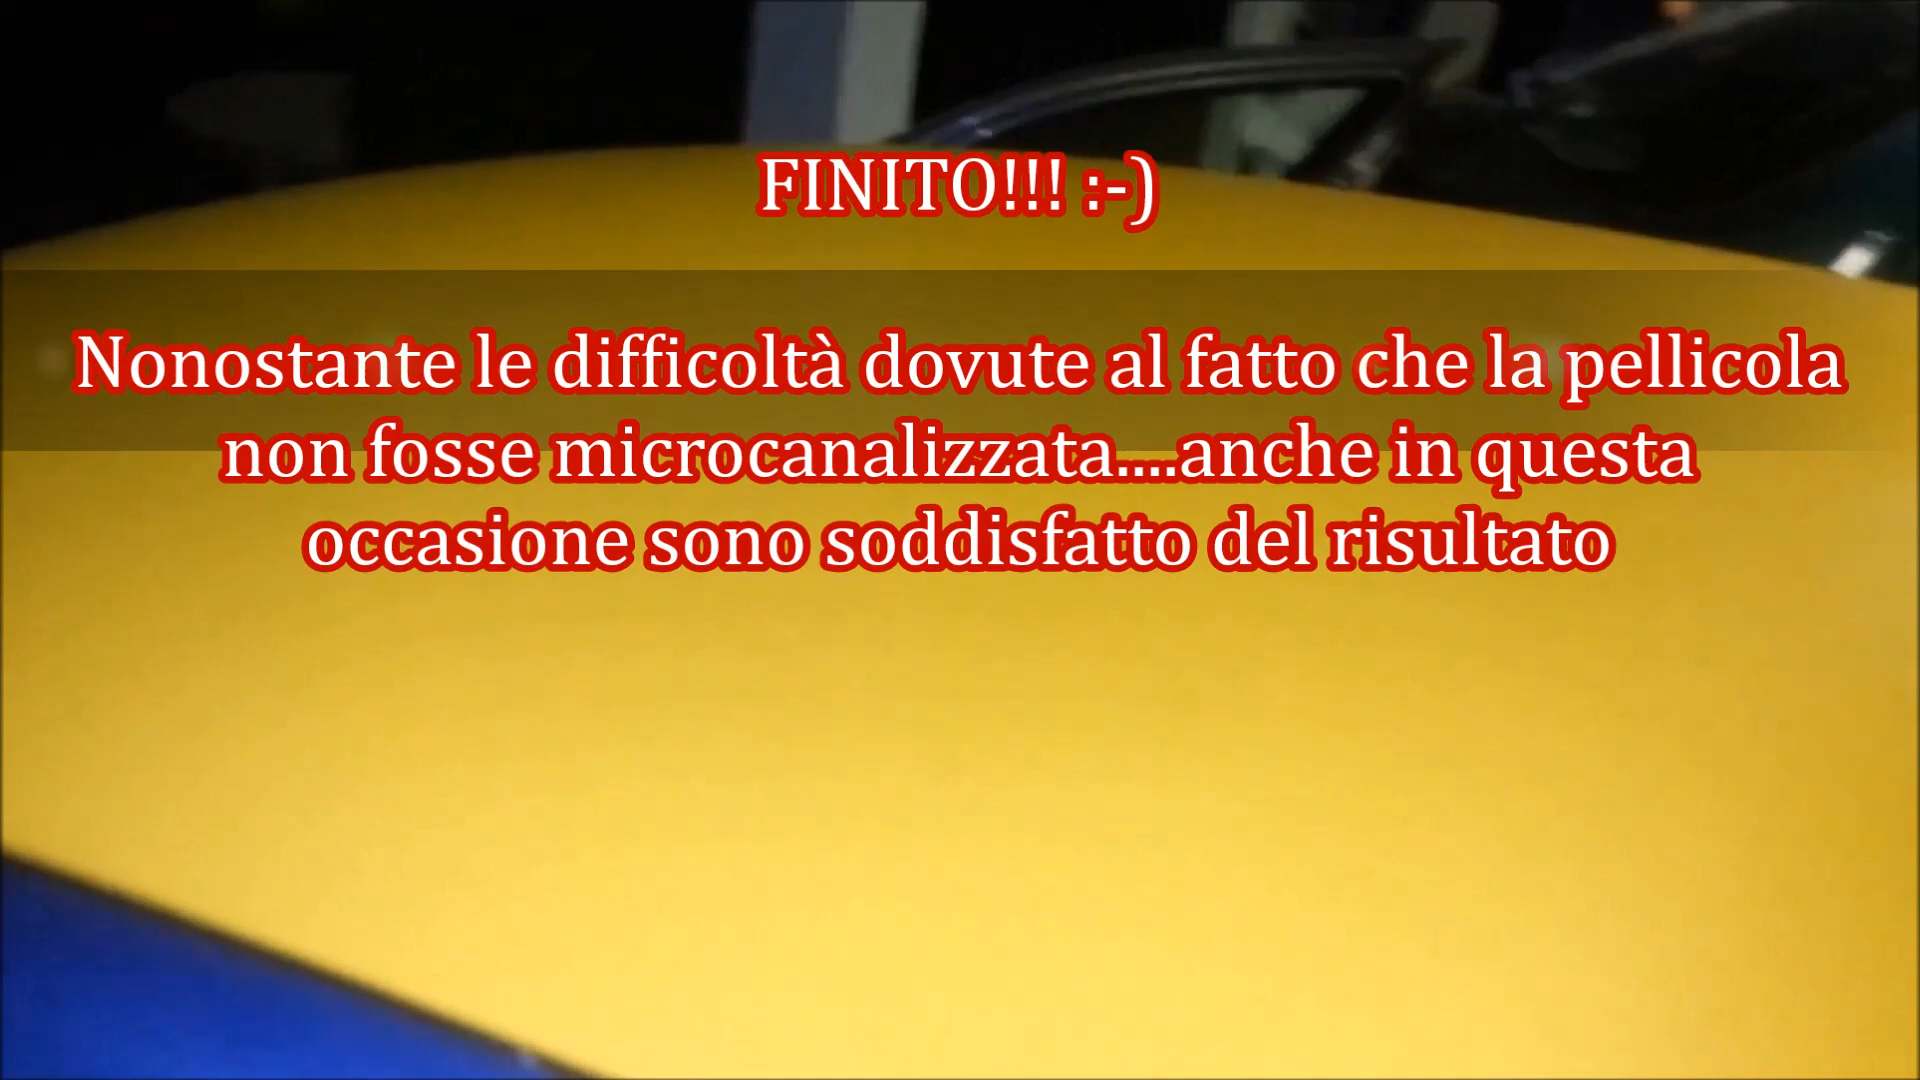 FINITO!!! :-)
Nonostante le difficoltà dovute al fatto che la pellicola
non fosse microcanalizzata....anche in questa
occasione sono soddisfatto del risultato